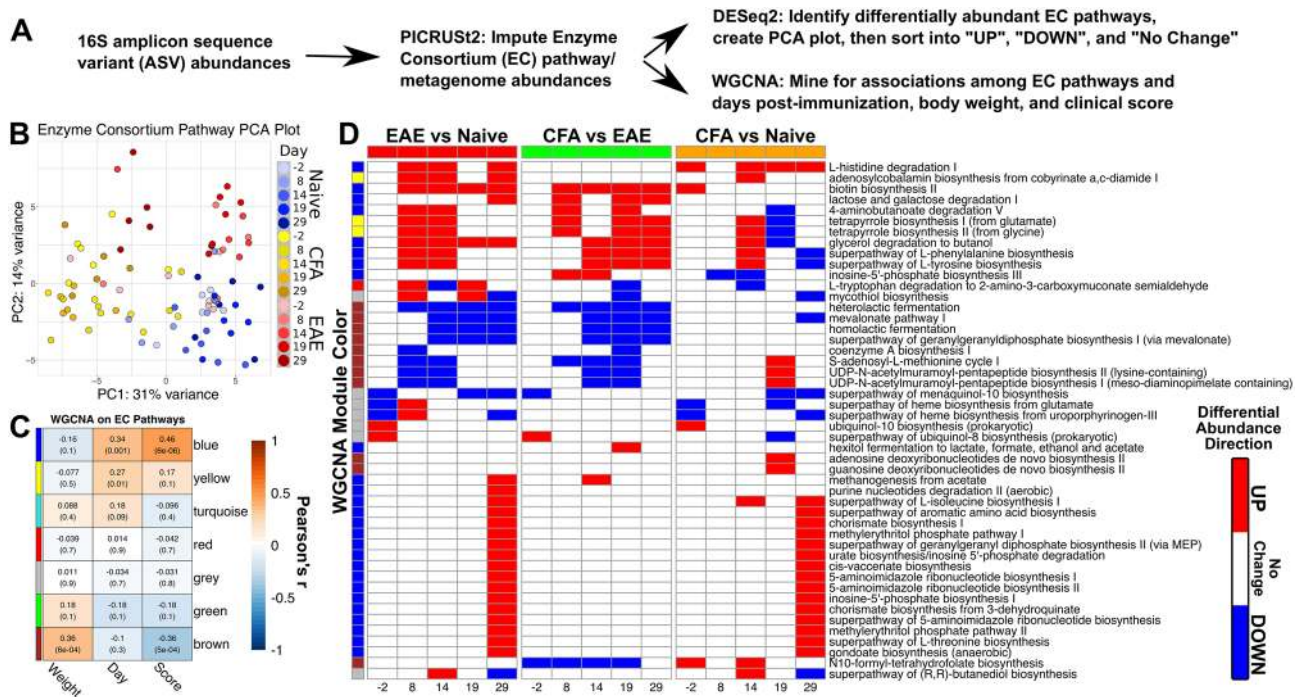 A
16S amplicon sequence
variant (ASV) abundances
PICRUSt2: Impute Enzyme
Consortium (EC) pathway/
metagenome abundances
DESeq2: Identify differentially abundant EC pathways,
create PCA plot, then sort into "UP", "DOWN", and "No Change"
WGCNA: Mine for associations among EC pathways and
days post-immunization, body weight, and clinical score
B
Enzyme Consortium Pathway PCA Plot
Day
-2
8
14
19
29
-2
8
14
19
29
-2
8
14
19
29
Naive
CFA
EAE
5
0
-5
PC2: 14% variance
-5
0
5
PC1: 31% variance
C
WGCNA on EC Pathways
-0.16 0.34 0.46
(0.1) (0.001) (6e-06)
blue
-0.077 0.27 0.17
(0.5) (0.01) (0.1)
yellow
0.088 0.18 -0.096
(0.4) (0.09) (0.4)
turquoise
-0.039 0.014 -0.042
(0.7) (0.9) (0.7)
red
0.011 -0.034 -0.031
(0.9) (0.7) (0.8)
grey
0.18 -0.18 -0.18
(0.1) (0.1) (0.1)
green
0.36 -0.1 -0.36
(6e-04) (0.3) (5e-04)
brown
Weight Day Score
1
0.5
0
-0.5
-1
Pearson's r
D
EAE vs Naive CFA vs EAE CFA vs Naive
WGCNA Module Color
L-histidine degradation I
adenosylcobalamin biosynthesis from cobyrinate a,c-diamide I
biotin biosynthesis II
lactose and galactose degradation I
4-aminobutanoate degradation V
tetrapyrrole biosynthesis I (from glutamate)
tetrapyrrole biosynthesis II (from glycine)
glycerol degradation to butanol
superpathway of L-phenylalanine biosynthesis
superpathway of L-tyrosine biosynthesis
inosine-5'-phosphate biosynthesis III
L-tryptophan degradation to 2-amino-3-carboxymuconate semialdehyde
mycothiol biosynthesis
heterolactic fermentation
mevalonate pathway I
homolactic fermentation
superpathway of geranylgeranyldiphosphate biosynthesis I (via mevalonate)
coenzyme A biosynthesis I
S-adenosyl-L-methionine cycle I
UDP-N-acetylmuramoyl-pentapeptide biosynthesis II (lysine-containing)
UDP-N-acetylmuramoyl-pentapeptide biosynthesis I (meso-diaminopimelate containing)
superpathway of menaquinol-10 biosynthesis
superpathay of heme biosynthesis from glutamate
superpathway of heme biosynthesis from uroporphyrinogen-III
ubiquinol-10 biosynthesis (prokaryotic)
superpathway of ubiquinol-8 biosynthesis (prokaryotic)
hexitol fermentation to lactate, formate, ethanol and acetate
adenosine deoxyribonucleotides de novo biosynthesis II
guanosine deoxyribonucleotides de novo biosynthesis II
methanogenesis from acetate
purine nucleotides degradation II (aerobic)
superpathway of L-isoleucine biosynthesis I
superpathway of aromatic amino acid biosynthesis
chorismate biosynthesis I
methylerythritol phosphate pathway I
superpathway of geranylgeranyl diphosphate biosynthesis II (via MEP)
urate biosynthesis/inosine 5'-phosphate degradation
cis-vaccenate biosynthesis
5-aminoimidazole ribonucleotide biosynthesis I
5-aminoimidazole ribonucleotide biosynthesis II
inosine-5'-phosphate biosynthesis I
chorismate biosynthesis from 3-dehydroquinate
superpathway of 5-aminoimidazole ribonucleotide biosynthesis
methylerythritol phosphate pathway II
superpathway of L-threonine biosynthesis
gondoate biosynthesis (anaerobic)
N10-formyl-tetrahydrofolate biosynthesis
superpathway of (R,R)-butanediol biosynthesis
-2 8 14 19 29 -2 8 14 19 29 -2 8 14 19 29
Differential
Abundance
Direction
UP
No
Change
DOWN